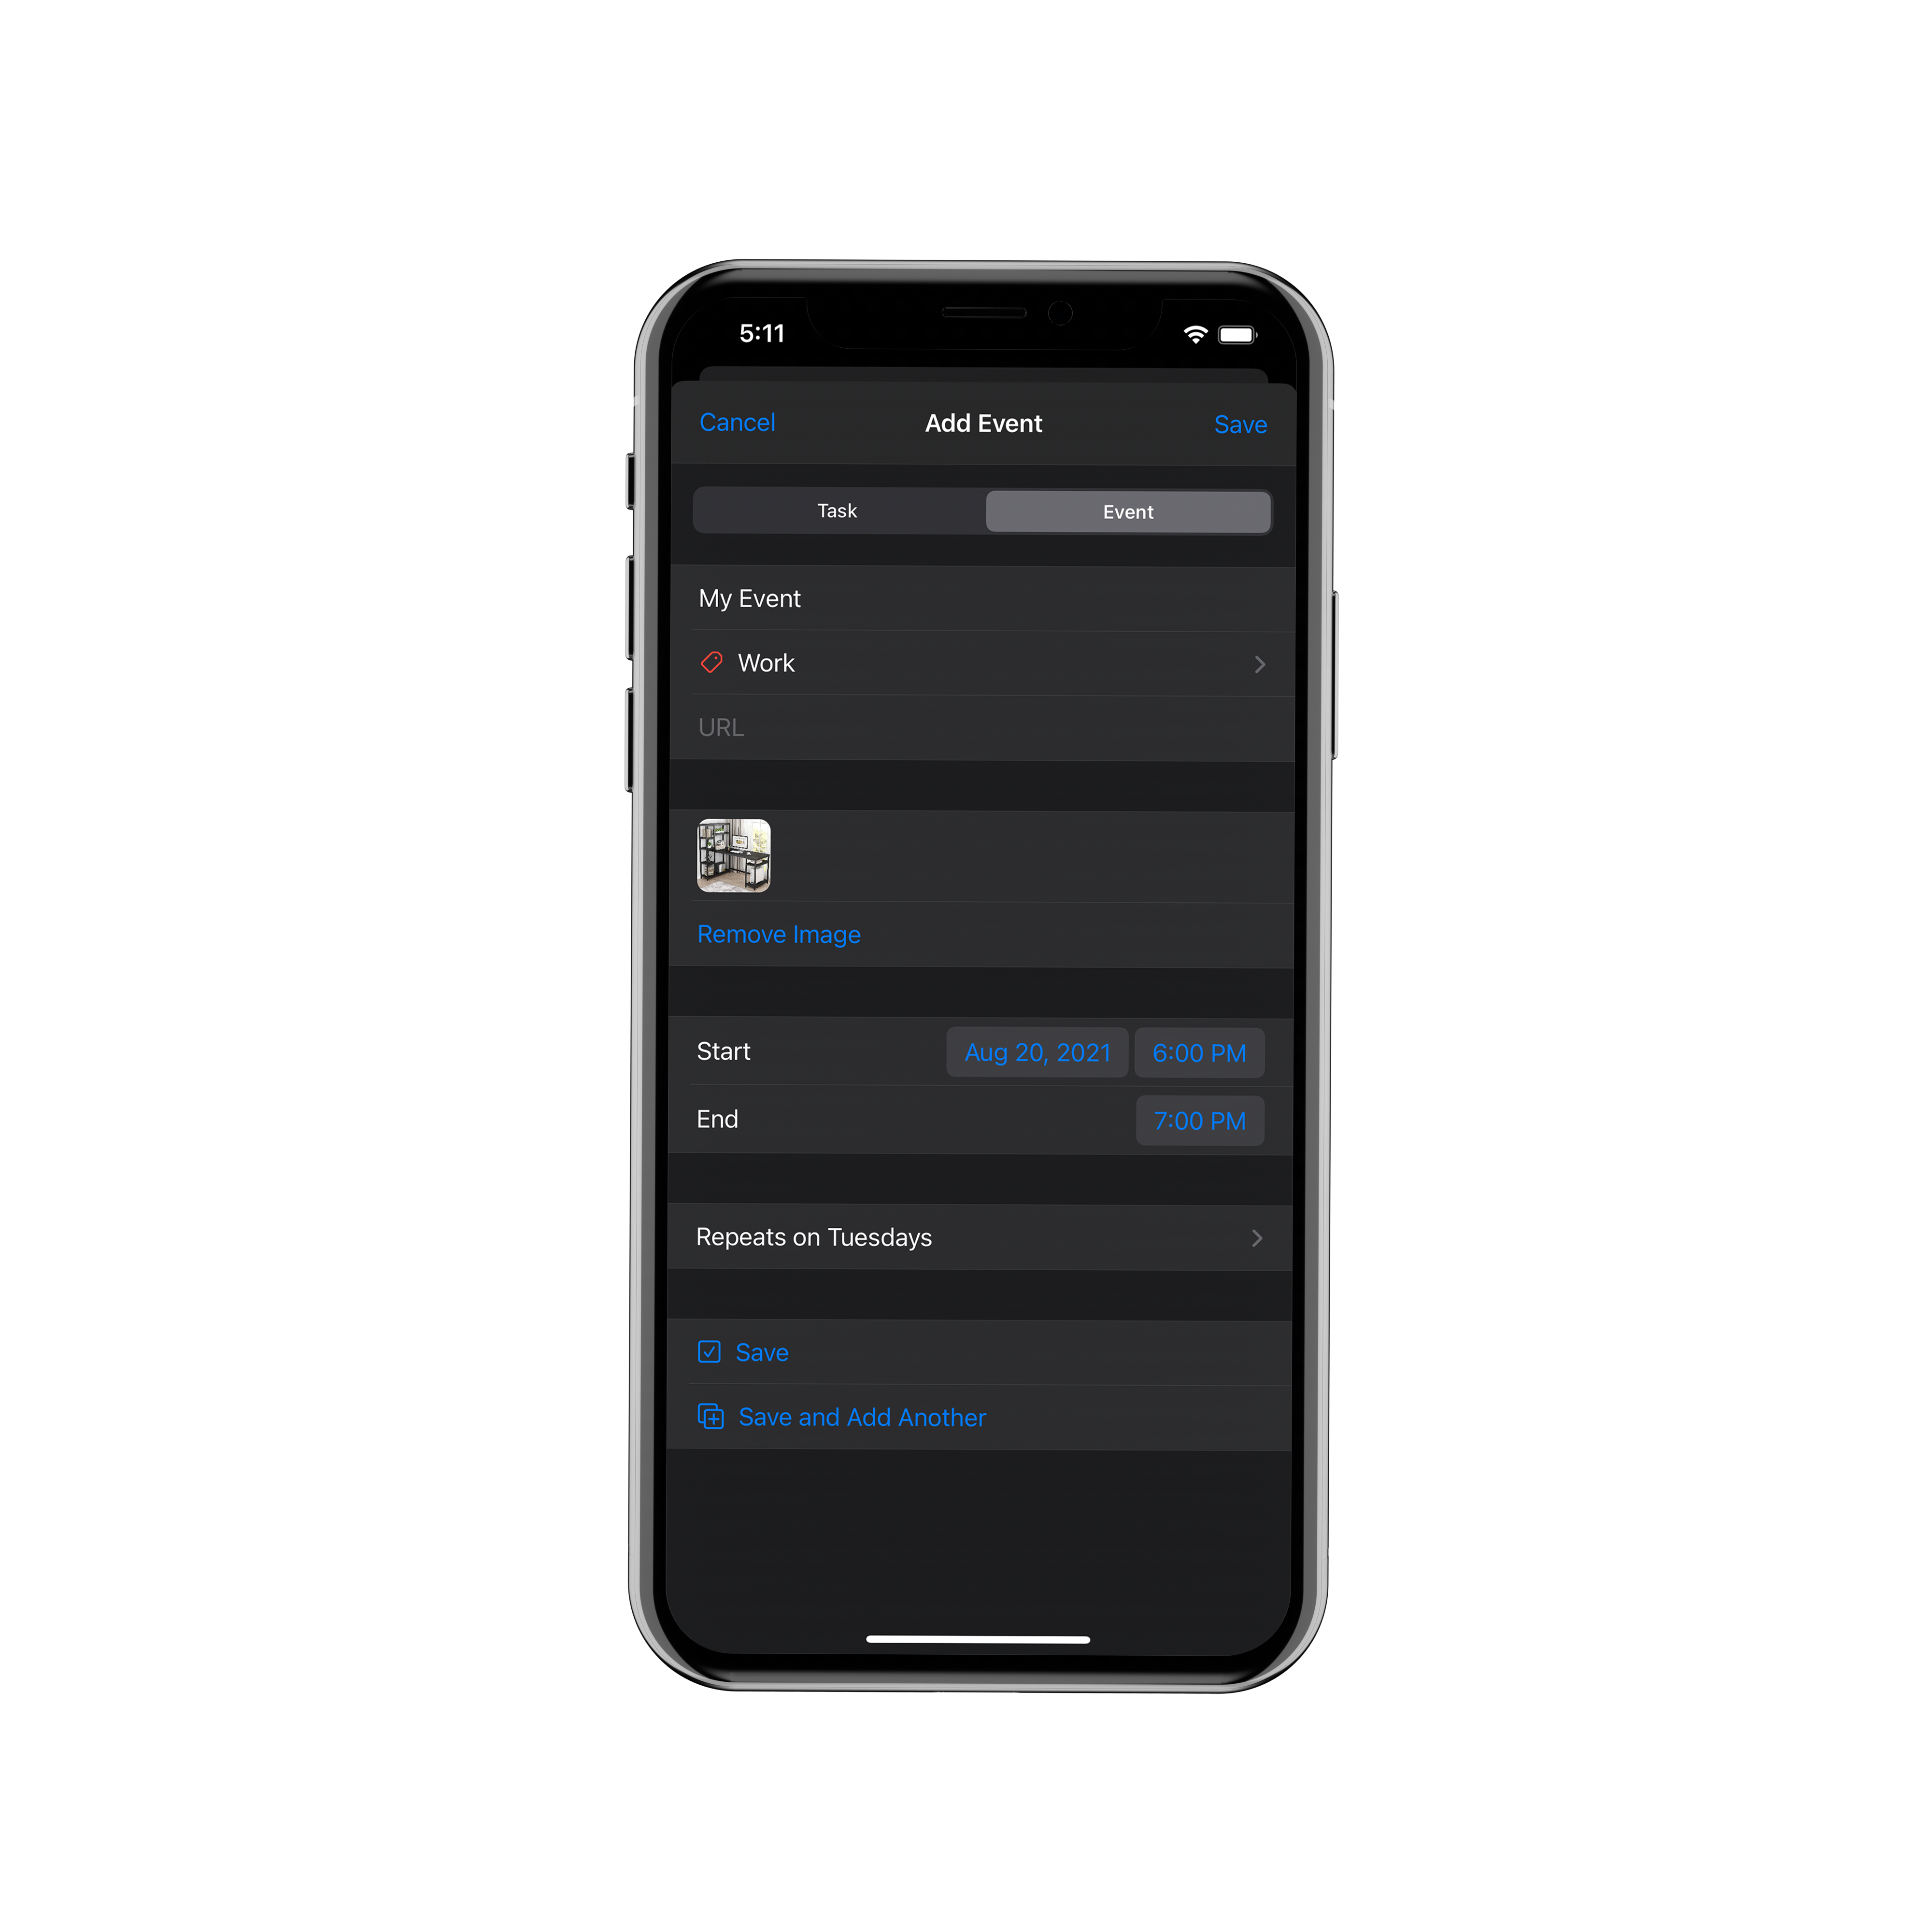 5:11
Cancel
Add Event
Save
Task
Event
My Event
Work
URL
Remove Image
Start
Aug 20, 2021
6:00 PM
End
7:00 PM
Repeats on Tuesdays
Save
Save and Add Another